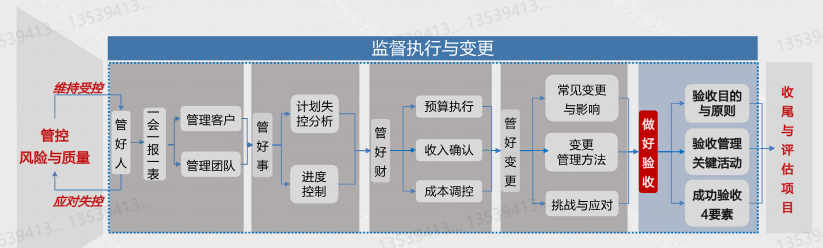 监督执行与变更
维持受控
管控
风险与质量
应对失控
管好人
一会一报一表
管理客户
管理团队
管好事
计划失
控分析
进度
控制
管好财
预算执行
收入确认
成本调控
管好变更
常见变更
与影响
变更
管理方法
挑战与应对
做好验收
验收目的
与原则
验收管理
关键活动
成功验收
4要素
收尾与评估项目
13539413...
13539413...
13539413...
13539413...